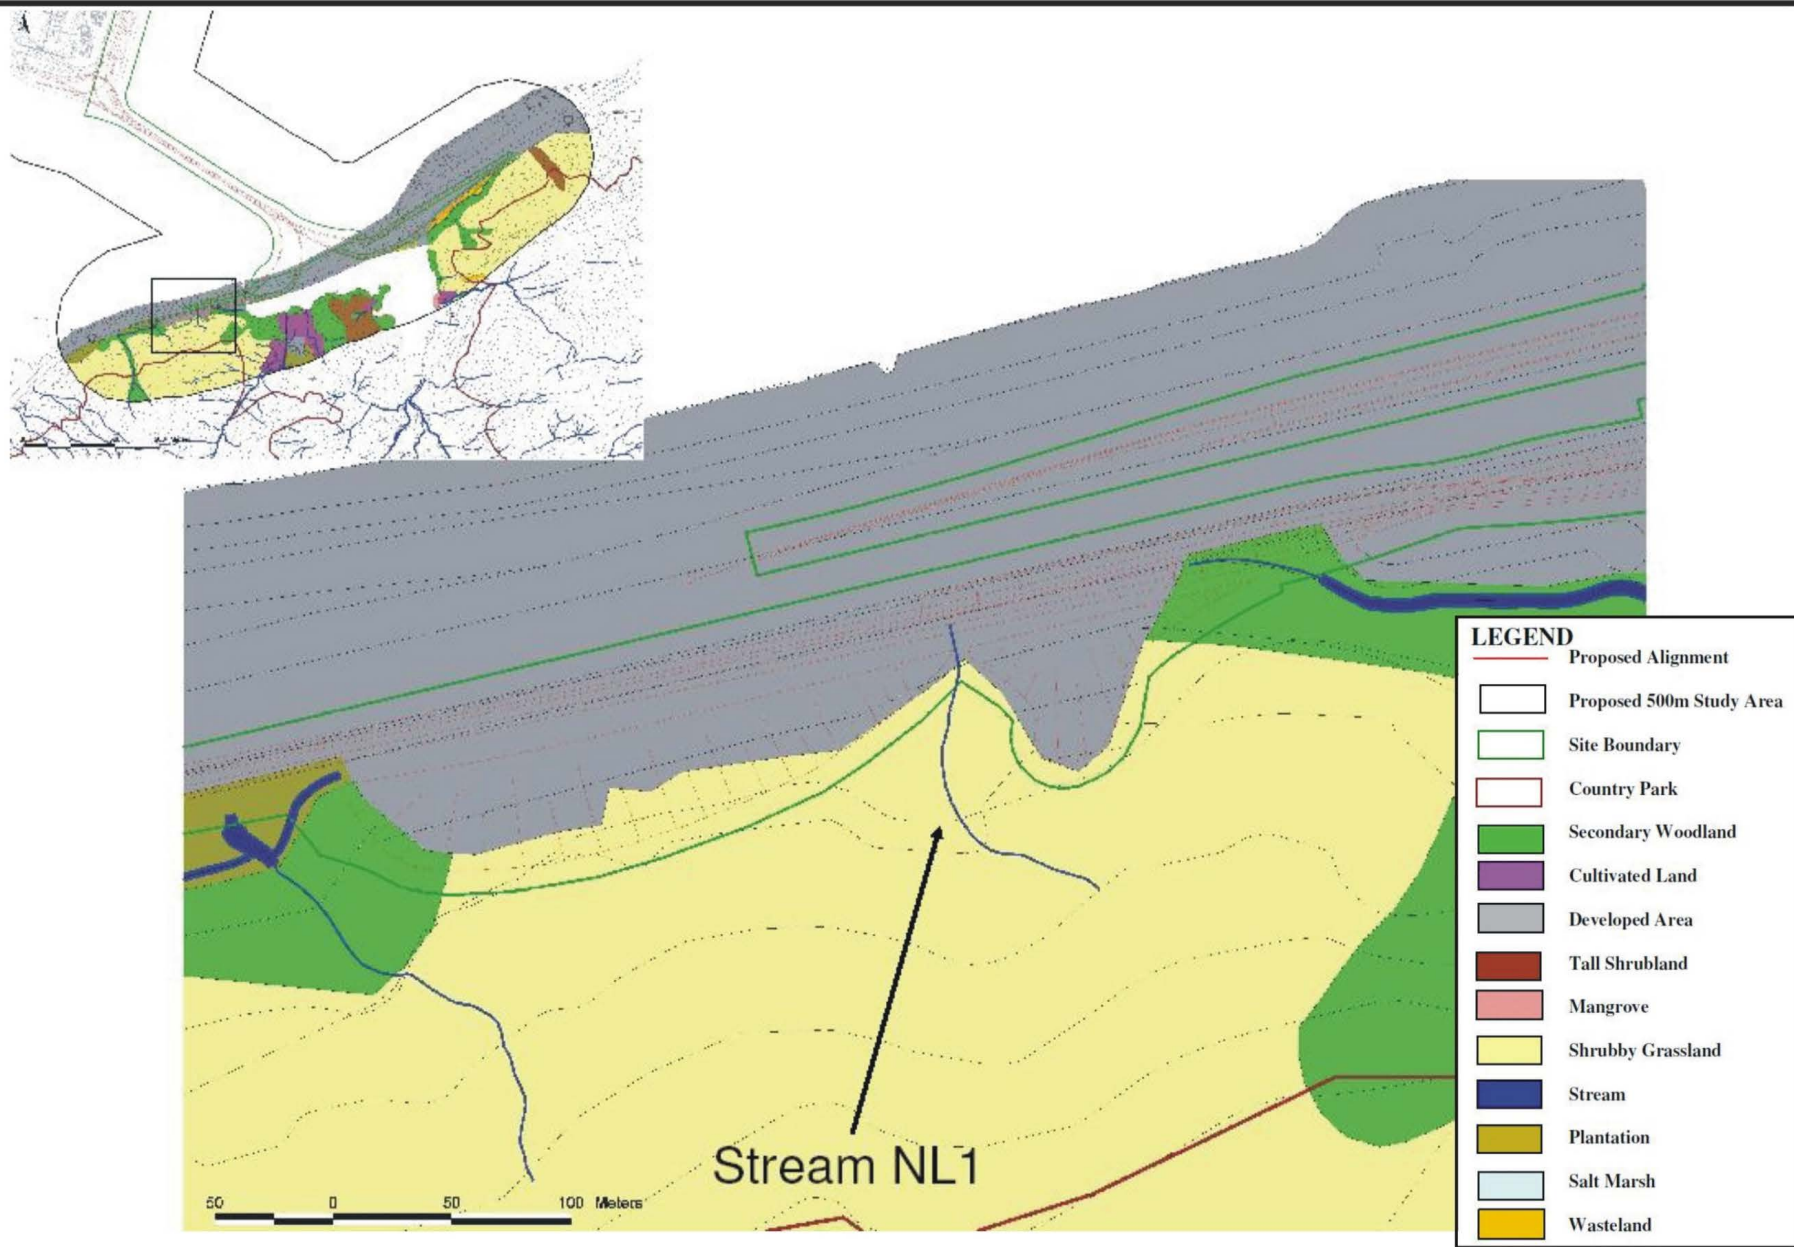 LEGEND
Proposed Alignment
Proposed 500m Study Area
Site Boundary
Country Park
Secondary Woodland
Cultivated Land
Developed Area
Tall Shrubland
Mangrove
Shrubby Grassland
Stream
Plantation
Salt Marsh
Wasteland
Stream NL1
50 0 50 100 Meters